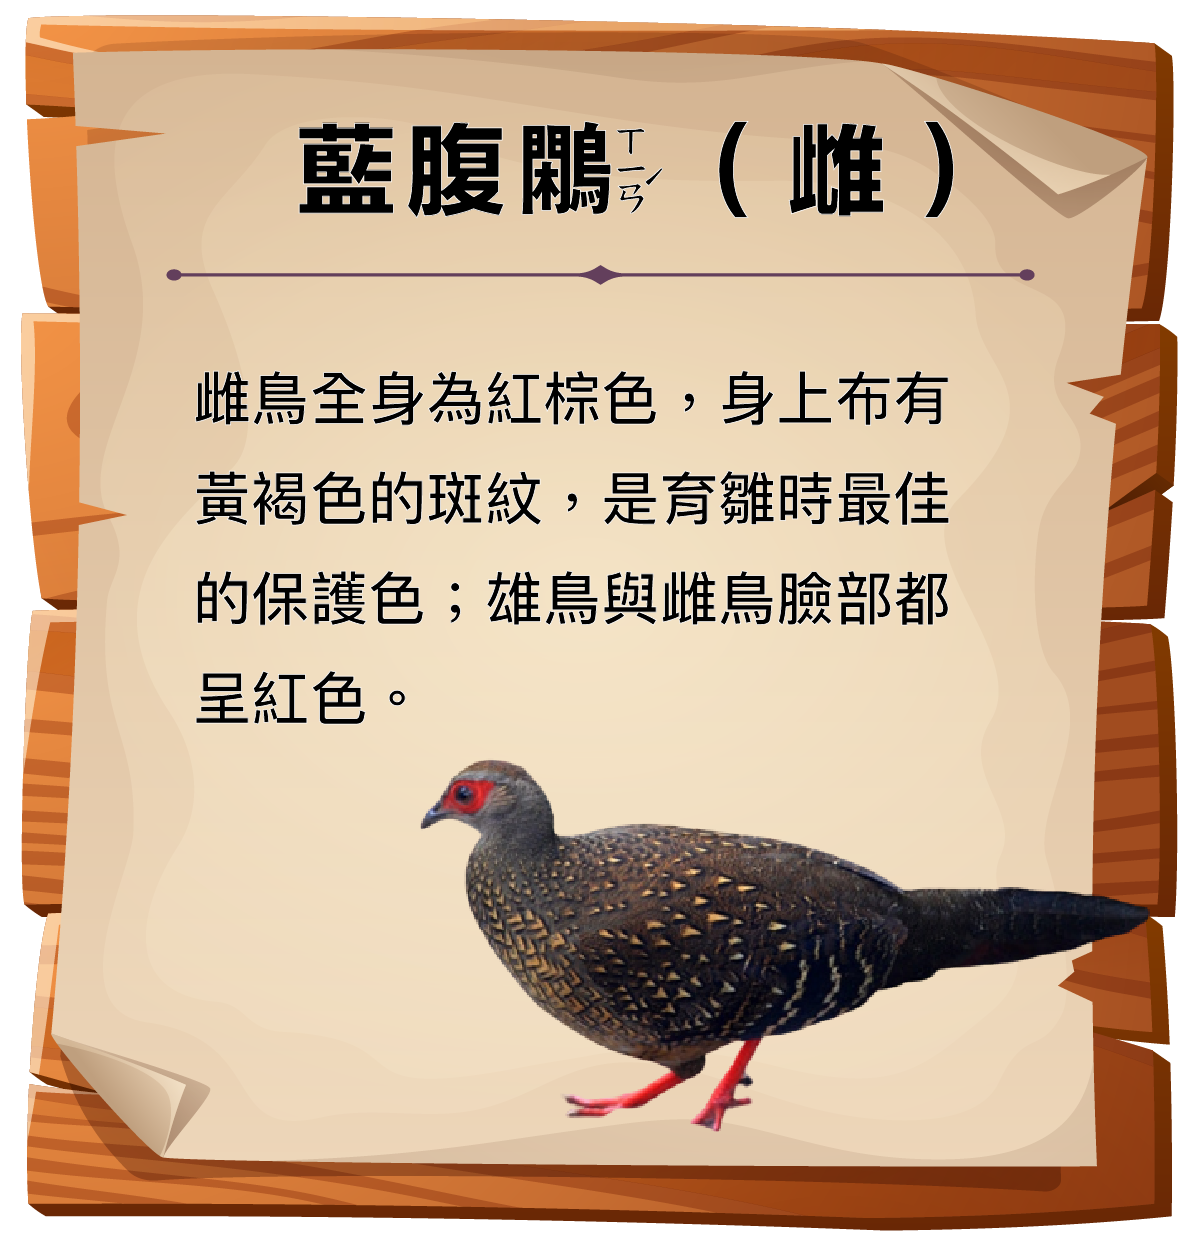 藍腹鷴ㄒㄧㄢˊ（雌）
雌鳥全身為紅棕色，身上布有
黃褐色的斑紋，是育雛時最佳
的保護色；雄鳥與雌鳥臉部都
呈紅色。